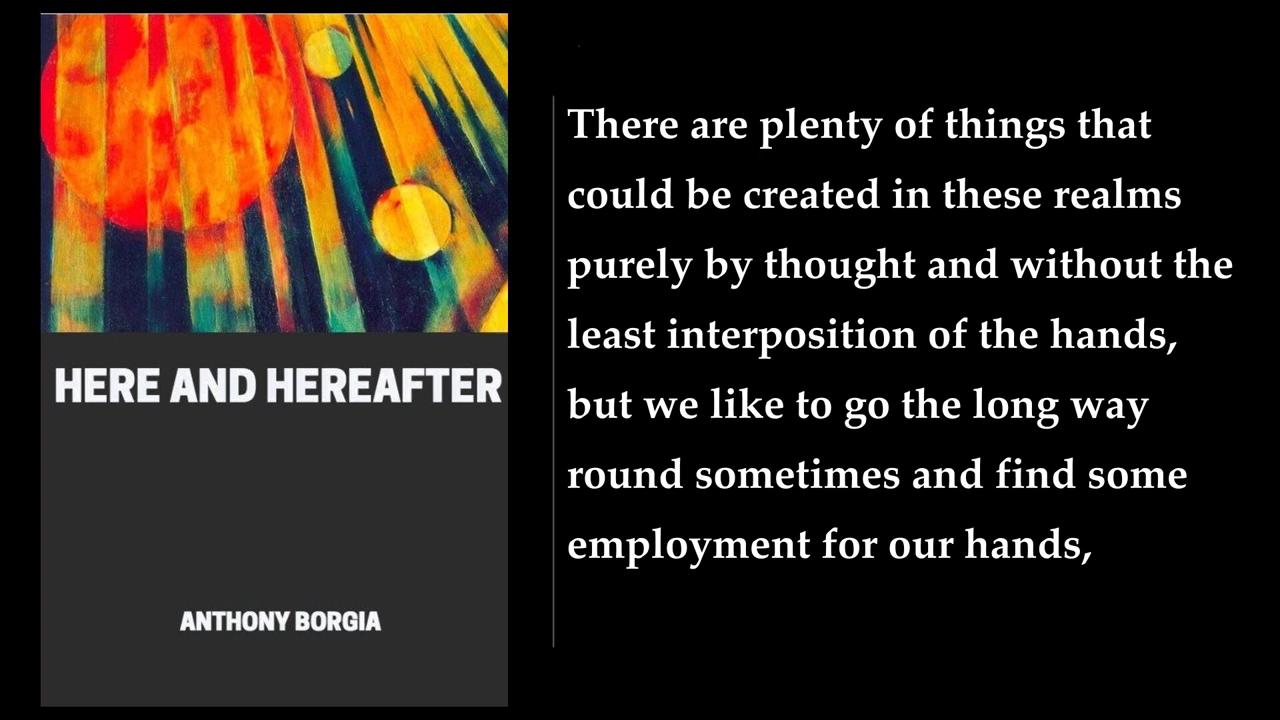 HERE AND HEREAFTER
ANTHONY BORGIA
There are plenty of things that
could be created in these realms
purely by thought and without the
least interposition of the hands,
but we like to go the long way
round sometimes and find some
employment for our hands,